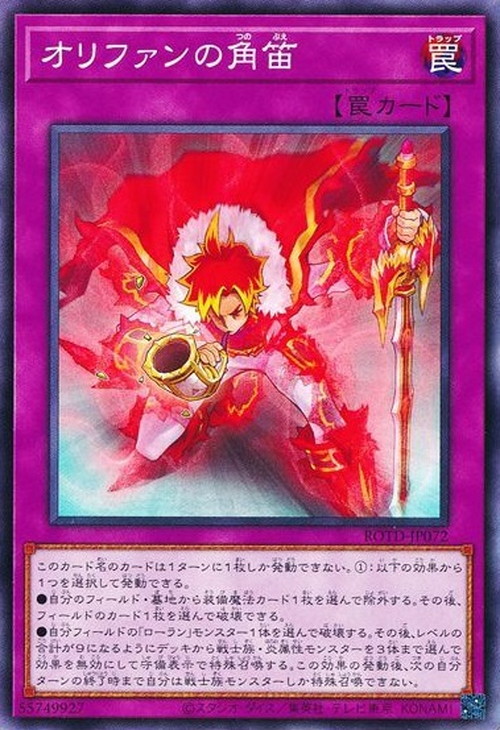 オリファンの角笛
罠
【罠カード】
ROTD-JP072
このカード名のカードは1ターンに1枚しか発動できない。①:以下の効果から
1つを選択して発動できる。
●自分のフィールド・墓地から装備魔法カード1枚を選んで除外する。その後、
フィールドのカード1枚を選んで破壊できる。
●自分フィールドの「ローラン」モンスター1体を選んで破壊する。その後、レベルの
合計が9になるようにデッキから戦士族・炎属性モンスターを3体まで選んで
効果を無効にして守備表示で特殊召喚する。この効果の発動後、次の自分
ターンの終了時まで自分は戦士族モンスターしか特殊召喚できない。
55749927 ©スタジオ・ダイス/集英社・テレビ東京・KONAMI